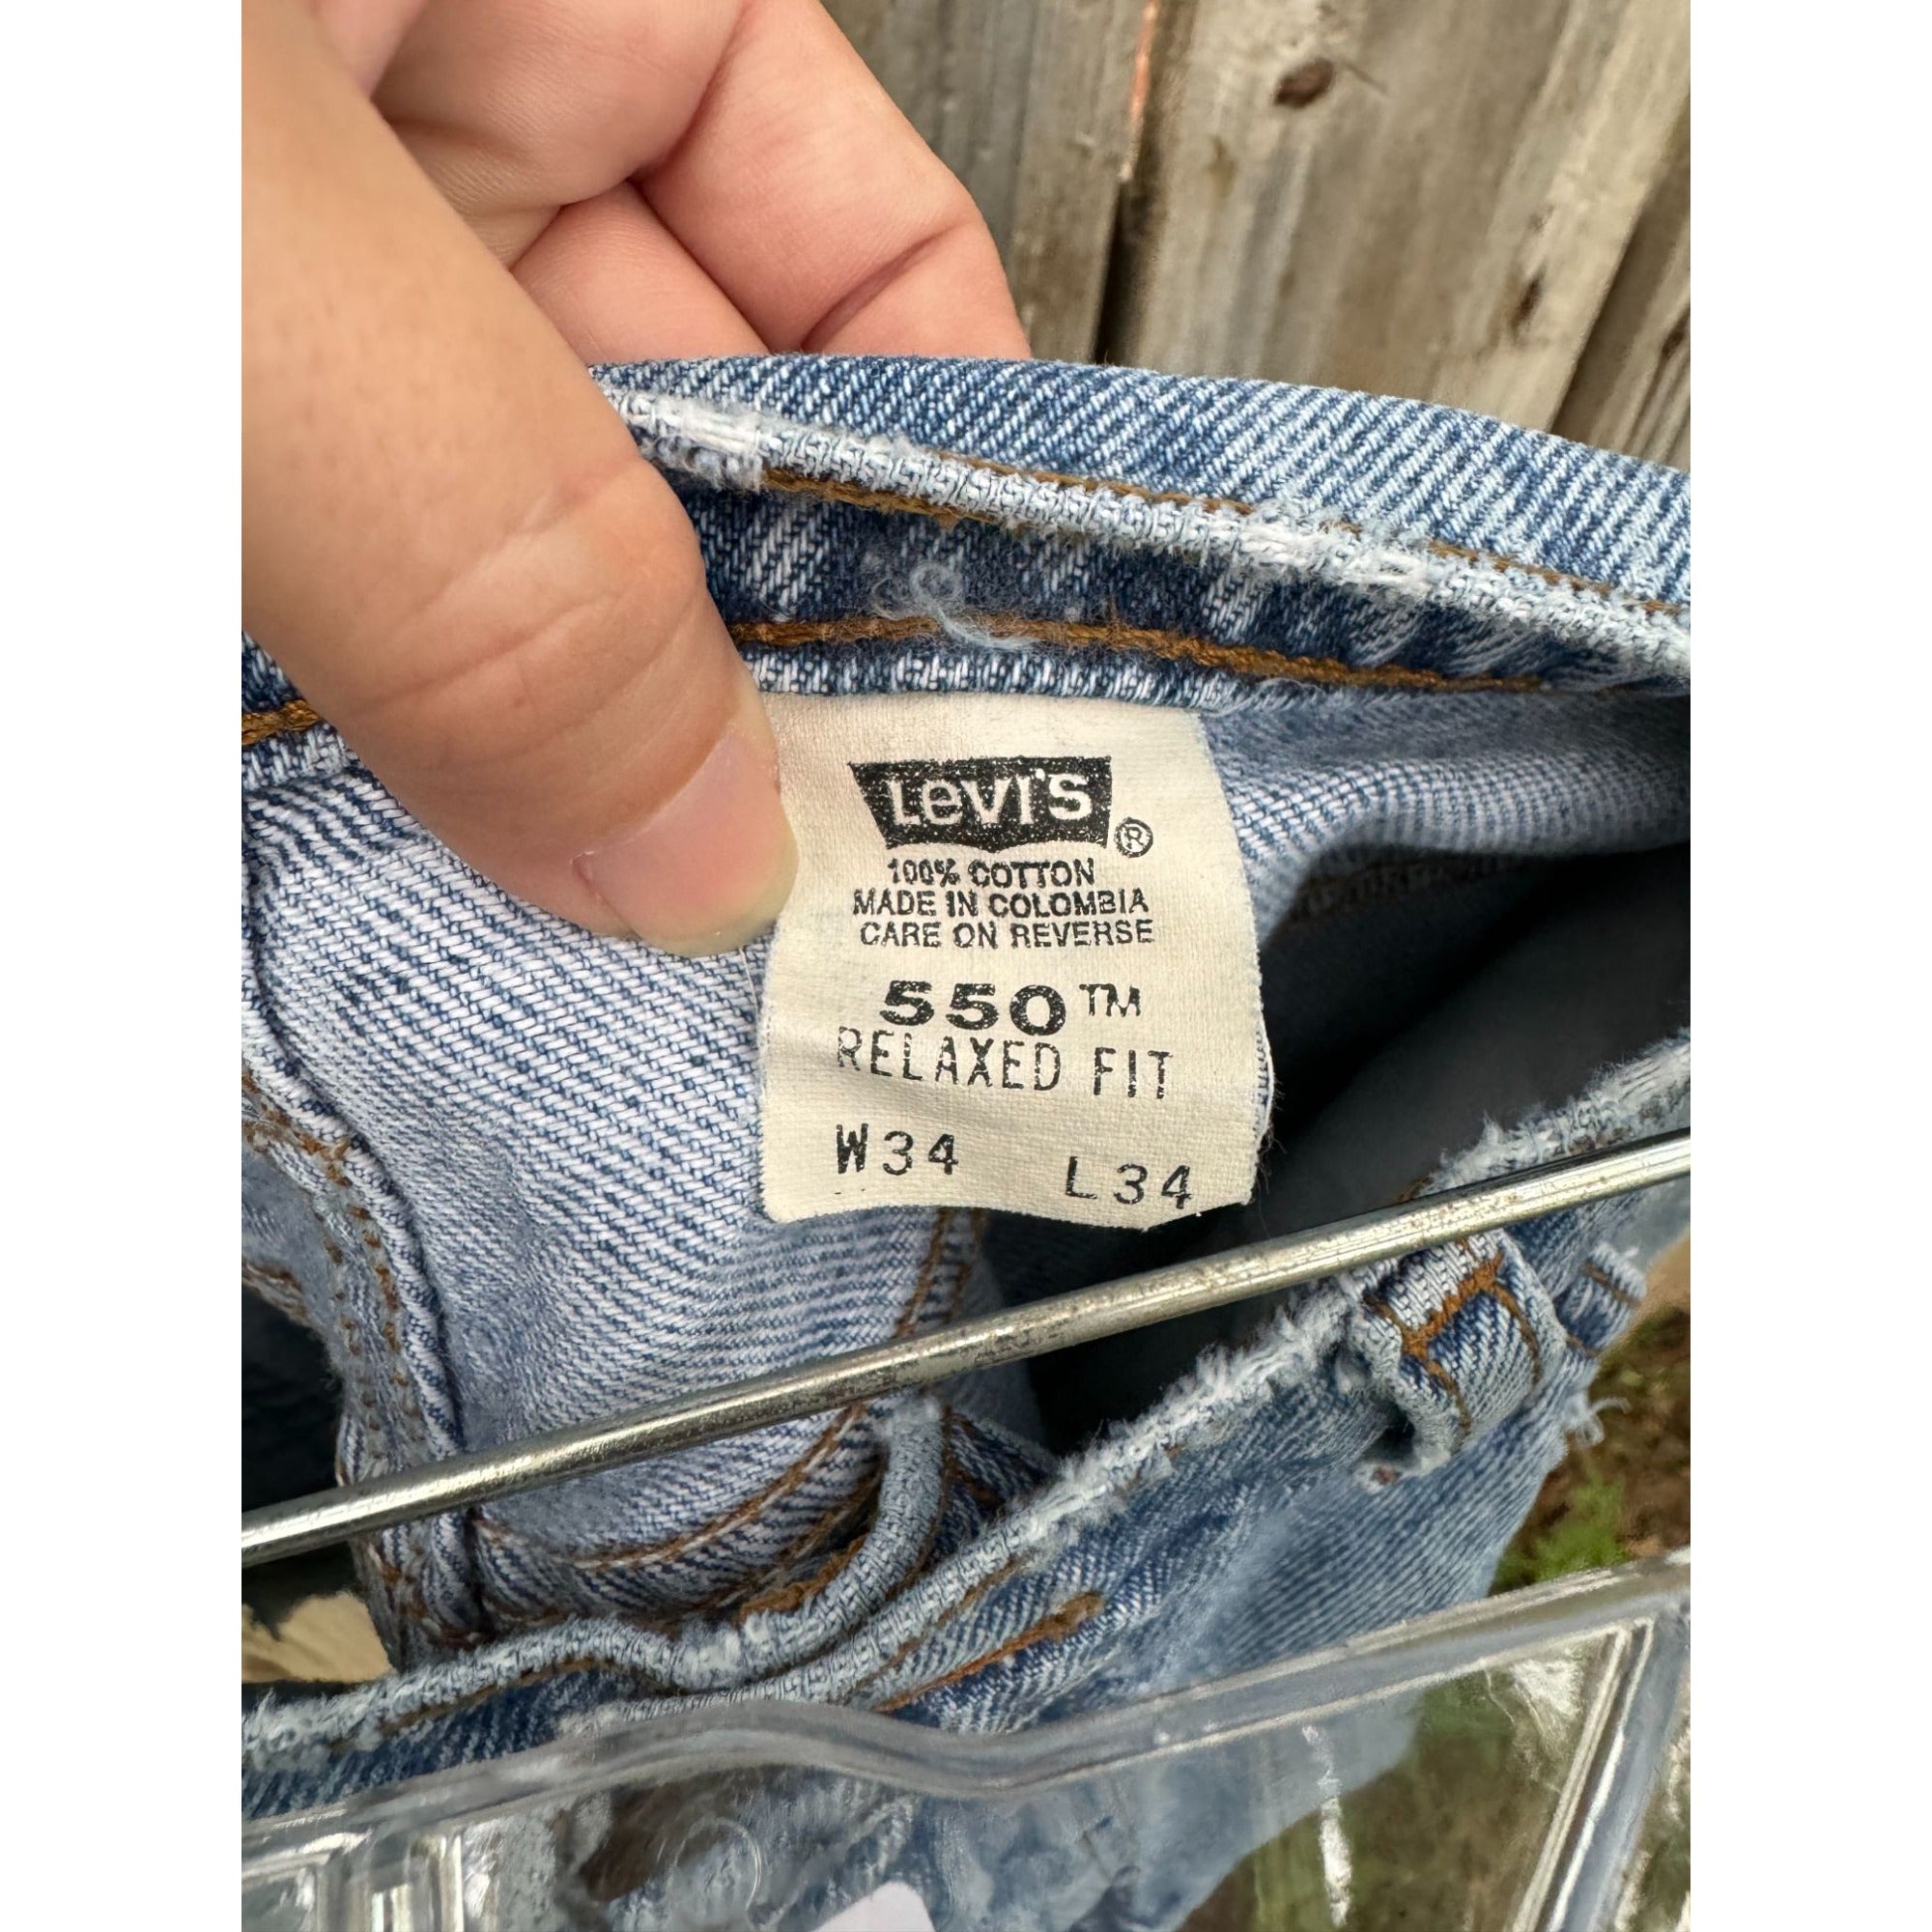 Levi's ®
100% COTTON
MADE IN COLOMBIA
CARE ON REVERSE
550™
RELAXED FIT
W34 L34